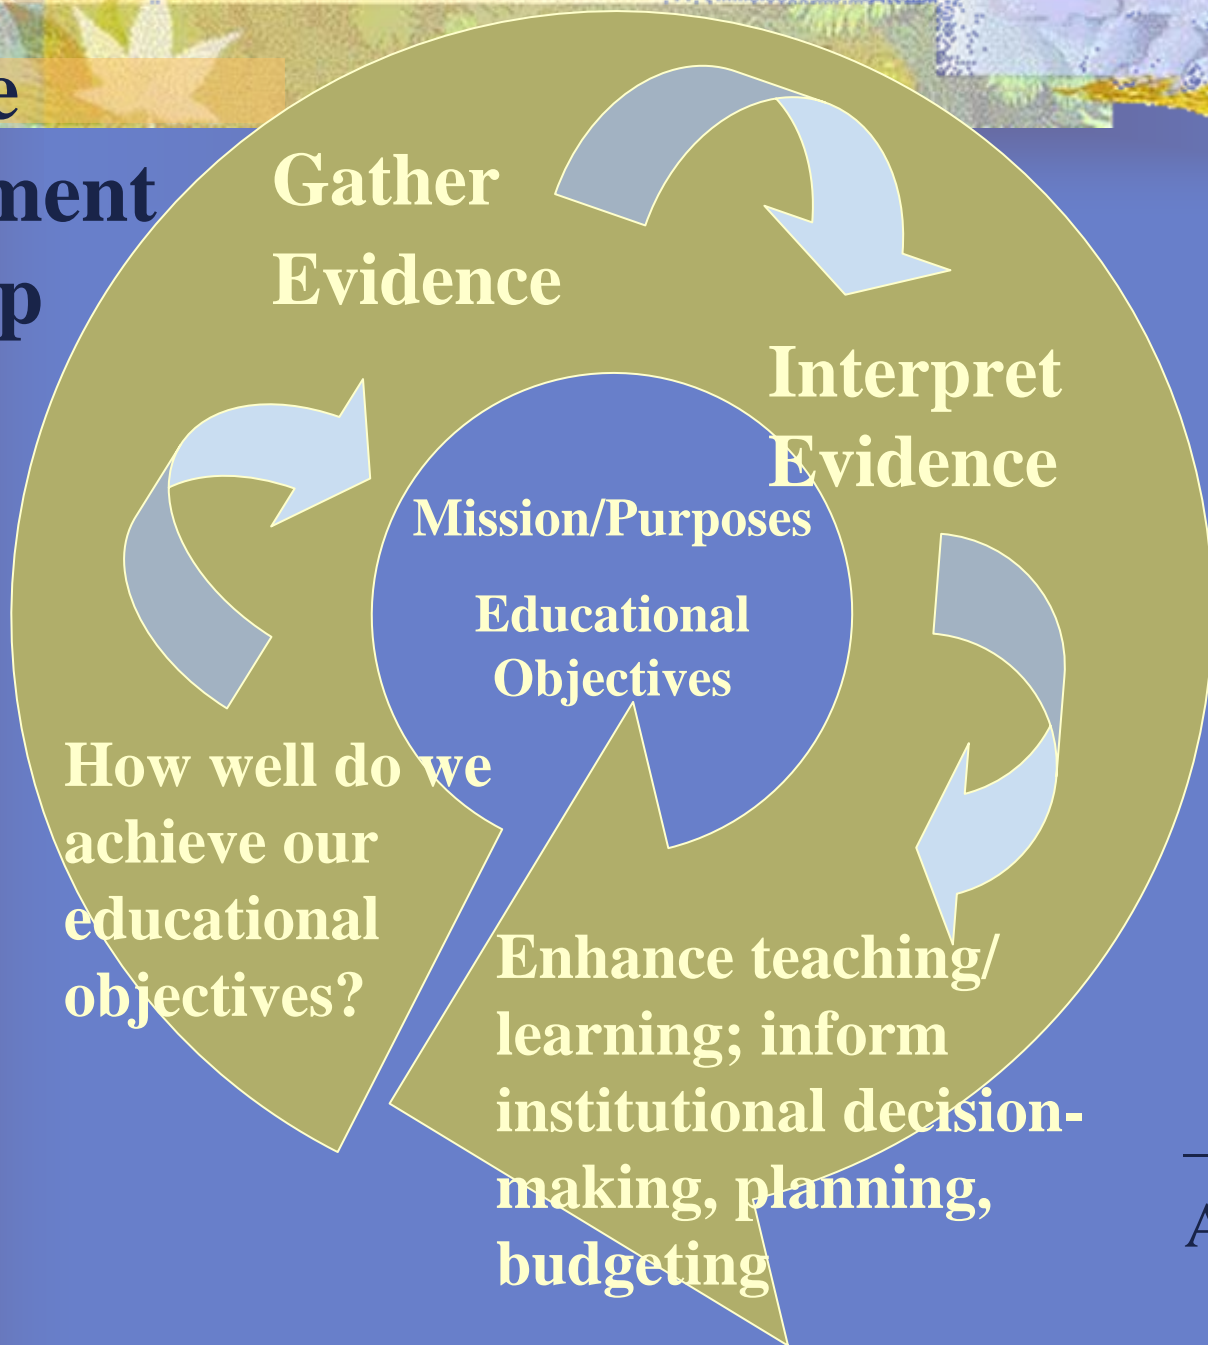 Gather
Evidence
Interpret
Evidence
Mission/Purposes
Educational
Objectives
How well do we
achieve our
educational
objectives?
Enhance teaching/
learning; inform
institutional decision-
making, planning,
budgeting